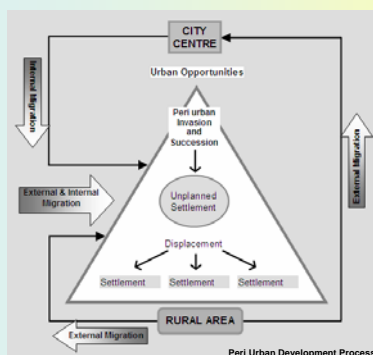 CITY
CENTRE
Urban Opportunities
Internal Migration
Peri urban
Invasion
and
Succession
External & Internal
Migration
Unplanned
Settlement
External Migration
Displacement
Settlement
Settlement
Settlement
RURAL AREA
External Migration
Peri Urban Development Process